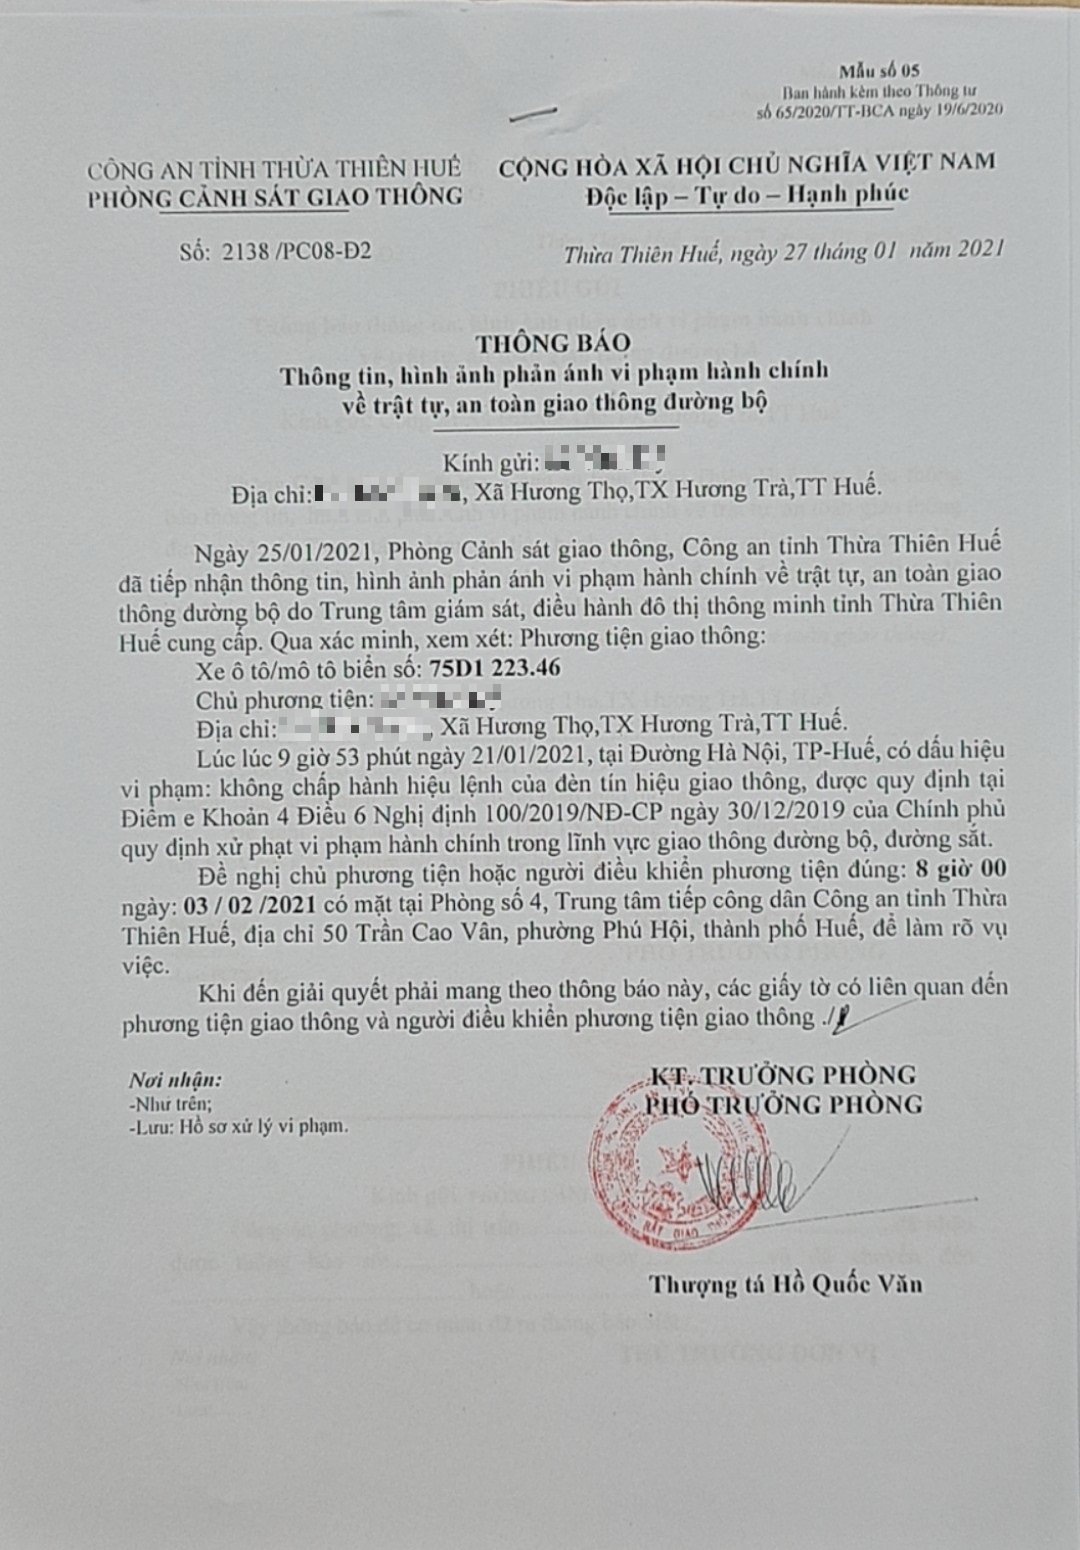 Mẫu số 05
Ban hành kèm theo Thông tư
số 65/2020/TT-BCA ngày 19/6/2020
CÔNG AN TỈNH THỪA THIÊN HUẾ
PHÒNG CẢNH SÁT GIAO THÔNG
CỘNG HÒA XÃ HỘI CHỦ NGHĨA VIỆT NAM
Độc lập – Tự do – Hạnh phúc
Số: 2138 /PC08-Đ2
Thừa Thiên Huế, ngày 27 tháng 01 năm 2021
THÔNG BÁO
Thông tin, hình ảnh phản ánh vi phạm hành chính
về trật tự, an toàn giao thông đường bộ
Kính gửi:
Địa chỉ: , Xã Hương Thọ,TX Hương Trà,TT Huế.
Ngày 25/01/2021, Phòng Cảnh sát giao thông, Công an tỉnh Thừa Thiên Huế
đã tiếp nhận thông tin, hình ảnh phản ánh vi phạm hành chính về trật tự, an toàn giao
thông đường bộ do Trung tâm giám sát, điều hành đô thị thông minh tỉnh Thừa Thiên
Huế cung cấp. Qua xác minh, xem xét: Phương tiện giao thông:
Xe ô tô/mô tô biển số: 75D1 223.46
Chủ phương tiện:
Địa chỉ: , Xã Hương Thọ,TX Hương Trà,TT Huế.
Lúc lúc 9 giờ 53 phút ngày 21/01/2021, tại Đường Hà Nội, TP-Huế, có dấu hiệu
vi phạm: không chấp hành hiệu lệnh của đèn tín hiệu giao thông, được quy định tại
Điểm e Khoản 4 Điều 6 Nghị định 100/2019/NĐ-CP ngày 30/12/2019 của Chính phủ
quy định xử phạt vi phạm hành chính trong lĩnh vực giao thông đường bộ, đường sắt.
Đề nghị chủ phương tiện hoặc người điều khiển phương tiện đúng: 8 giờ 00
ngày: 03 / 02 /2021 có mặt tại Phòng số 4, Trung tâm tiếp công dân Công an tỉnh Thừa
Thiên Huế, địa chỉ 50 Trần Cao Vân, phường Phú Hội, thành phố Huế, để làm rõ vụ
việc.
Khi đến giải quyết phải mang theo thông báo này, các giấy tờ có liên quan đến
phương tiện giao thông và người điều khiển phương tiện giao thông ./.
Nơi nhận:
-Như trên;
-Lưu: Hồ sơ xử lý vi phạm.
KT. TRƯỞNG PHÒNG
PHÓ TRƯỞNG PHÒNG
Thượng tá Hồ Quốc Văn